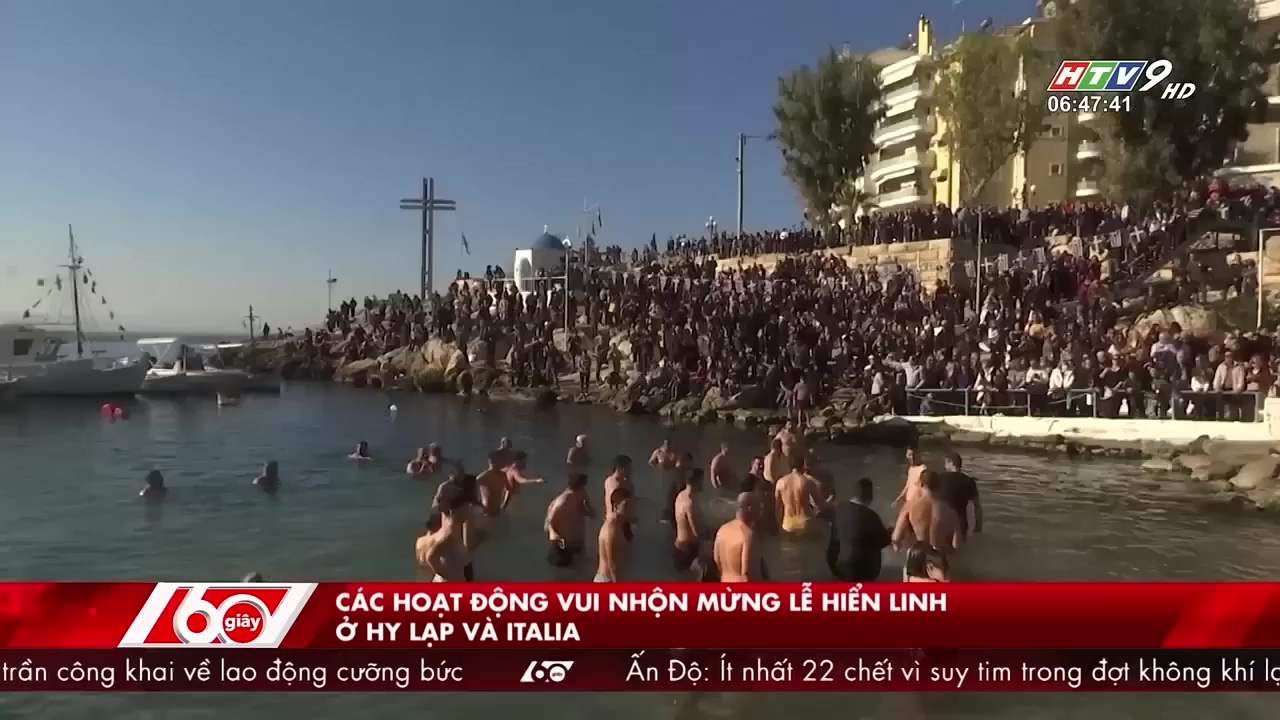 HTV9 HD
06:47:41
60 giây
CÁC HOẠT ĐỘNG VUI NHỘN MỪNG LỄ HIỂN LINH
Ở HY LẠP VÀ ITALIA
trần công khai về lao động cưỡng bức 60 giây Ấn Độ: Ít nhất 22 chết vì suy tim trong đợt không khí